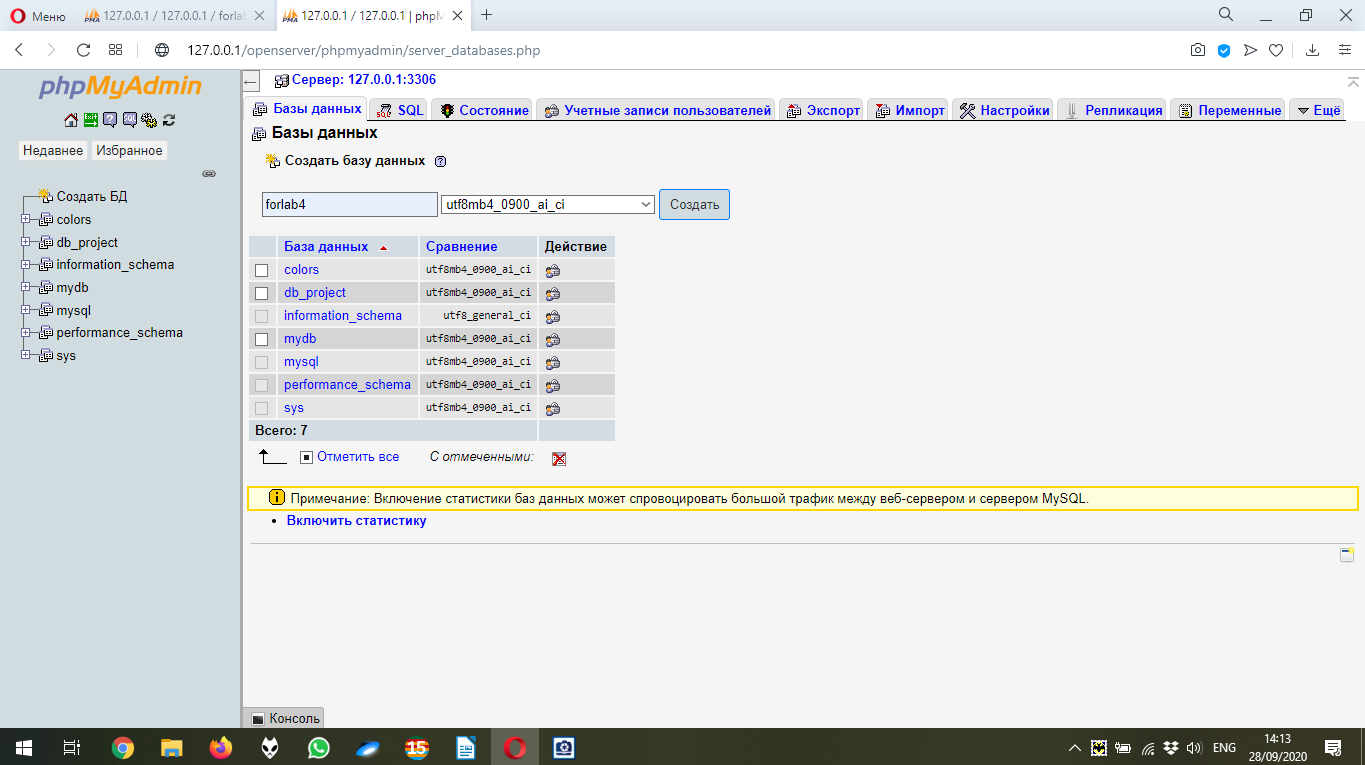 Меню
127.0.0.1 / 127.0.0.1 / forlab
127.0.0.1 / 127.0.0.1 | phpM
127.0.0.1/openserver/phpmyadmin/server_databases.php
phpMyAdmin
Недавнее Избранное
Создать БД
colors
db_project
information_schema
mydb
mysql
performance_schema
sys
Сервер: 127.0.0.1:3306
Базы данных SQL Состояние Учетные записи пользователей Экспорт Импорт Настройки Репликация Переменные Ещё
Базы данных
Создать базу данных
forlab4 utf8mb4_0900_ai_ci Создать
База данных Сравнение Действие
colors utf8mb4_0900_ai_ci
db_project utf8mb4_0900_ai_ci
information_schema utf8_general_ci
mydb utf8mb4_0900_ai_ci
mysql utf8mb4_0900_ai_ci
performance_schema utf8mb4_0900_ai_ci
sys utf8mb4_0900_ai_ci
Всего: 7
Отметить все С отмеченными:
Примечание: Включение статистики баз данных может спровоцировать большой трафик между веб-сервером и сервером MySQL.
Включить статистику
Консоль
15
ENG
14:13
28/09/2020